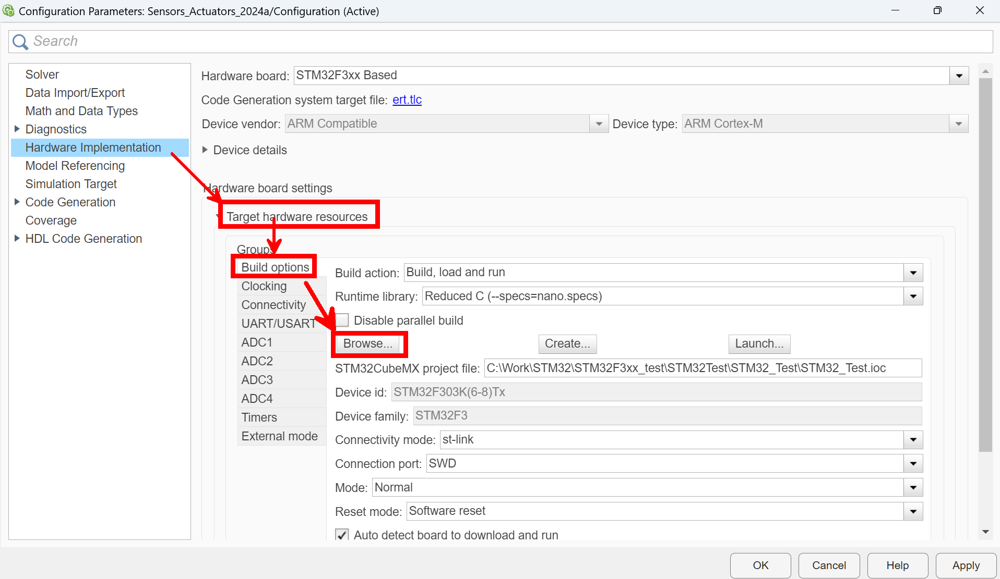 Configuration Parameters: Sensors_Actuators_2024a/Configuration (Active)
Search
Solver
Data Import/Export
Math and Data Types
Diagnostics
Hardware Implementation
Model Referencing
Simulation Target
Code Generation
Coverage
HDL Code Generation
Hardware board: STM32F3xx Based
Code Generation system target file: ert.tlc
Device vendor: ARM Compatible Device type: ARM Cortex-M
Device details
Hardware board settings
Target hardware resources
Groups
Build options
Clocking
Connectivity
UART/USART
ADC1
ADC2
ADC3
ADC4
Timers
External mode
Build action: Build, load and run
Runtime library: Reduced C (--specs=nano.specs)
Disable parallel build
Browse... Create... Launch...
STM32CubeMX project file: C:\Work\STM32\STM32F3xx_test\STM32Test\STM32_Test\STM32_Test.ioc
Device id: STM32F303K(6-8)Tx
Device family: STM32F3
Connectivity mode: st-link
Connection port: SWD
Mode: Normal
Reset mode: Software reset
Auto detect board to download and run
OK Cancel Help Apply